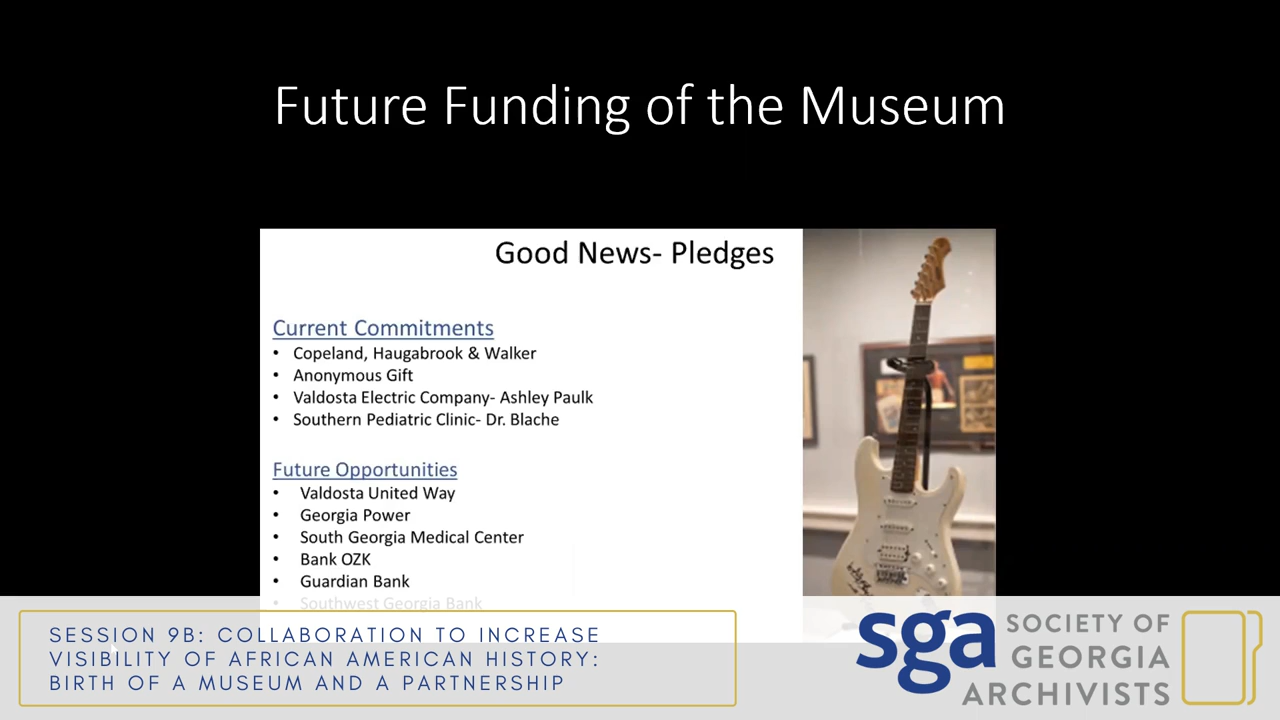 Future Funding of the Museum
Good News- Pledges
Current Commitments
• Copeland, Haugabrook & Walker
• Anonymous Gift
• Valdosta Electric Company- Ashley Paulk
• Southern Pediatric Clinic- Dr. Blache
Future Opportunities
• Valdosta United Way
• Georgia Power
• South Georgia Medical Center
• Bank OZK
• Guardian Bank
• Southwest Georgia Bank
SESSION 9B: COLLABORATION TO INCREASE
VISIBILITY OF AFRICAN AMERICAN HISTORY:
BIRTH OF A MUSEUM AND A PARTNERSHIP
sga SOCIETY OF
GEORGIA
ARCHIVISTS